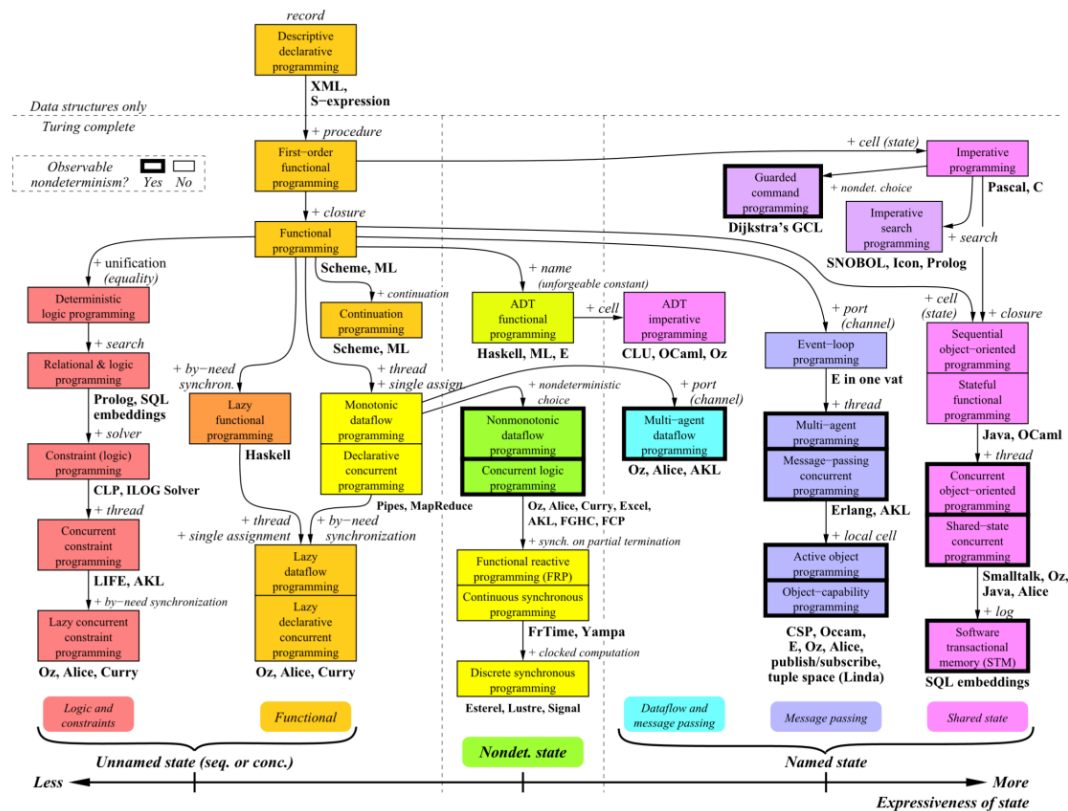 record
Descriptive
declarative
programming
XML,
S−expression
Data structures only
Turing complete
+ procedure
Observable
nondeterminism?
Yes
No
First−order
functional
programming
+ cell (state)
Imperative
programming
Pascal, C
Guarded
command
programming
+ nondet. choice
Dijkstra's GCL
Imperative
search
programming
+ search
SNOBOL, Icon, Prolog
+ closure
Functional
programming
Scheme, ML
+ unification
(equality)
+ continuation
Continuation
programming
Scheme, ML
+ name
(unforgeable constant)
ADT
functional
programming
Haskell, ML, E
+ cell
ADT
imperative
programming
CLU, OCaml, Oz
+ port
(channel)
Event−loop
programming
E in one vat
+ cell
(state)
+ closure
Sequential
object−oriented
programming
Stateful
functional
programming
Java, OCaml
Deterministic
logic programming
+ search
Relational & logic
programming
Prolog, SQL
embeddings
+ solver
Constraint (logic)
programming
CLP, ILOG Solver
+ thread
Concurrent
constraint
programming
LIFE, AKL
+ by−need synchronization
Lazy concurrent
constraint
programming
Oz, Alice, Curry
+ by−need
synchron.
Lazy
functional
programming
Haskell
+ thread
+ single assign.
Monotonic
dataflow
programming
Declarative
concurrent
programming
Pipes, MapReduce
+ thread
+ single assignment
+ by−need
synchronization
Lazy
dataflow
programming
Lazy
declarative
concurrent
programming
Oz, Alice, Curry
+ nondeterministic
choice
Nonmonotonic
dataflow
programming
Concurrent logic
programming
Oz, Alice, Curry, Excel,
AKL, FGHC, FCP
+ synch. on partial termination
Functional reactive
programming (FRP)
Continuous synchronous
programming
FrTime, Yampa
+ clocked computation
Discrete synchronous
programming
Esterel, Lustre, Signal
+ port
(channel)
Multi−agent
dataflow
programming
Oz, Alice, AKL
+ thread
Multi−agent
programming
Message−passing
concurrent
programming
Erlang, AKL
+ local cell
Active object
programming
Object−capability
programming
CSP, Occam,
E, Oz, Alice,
publish/subscribe,
tuple space (Linda)
+ thread
Concurrent
object−oriented
programming
Shared−state
concurrent
programming
Smalltalk, Oz,
Java, Alice
+ log
Software
transactional
memory (STM)
SQL embeddings
Logic and
constraints
Functional
Nondet. state
Dataflow and
message passing
Message passing
Shared state
Unnamed state (seq. or conc.)
Named state
Less
More
Expressiveness of state